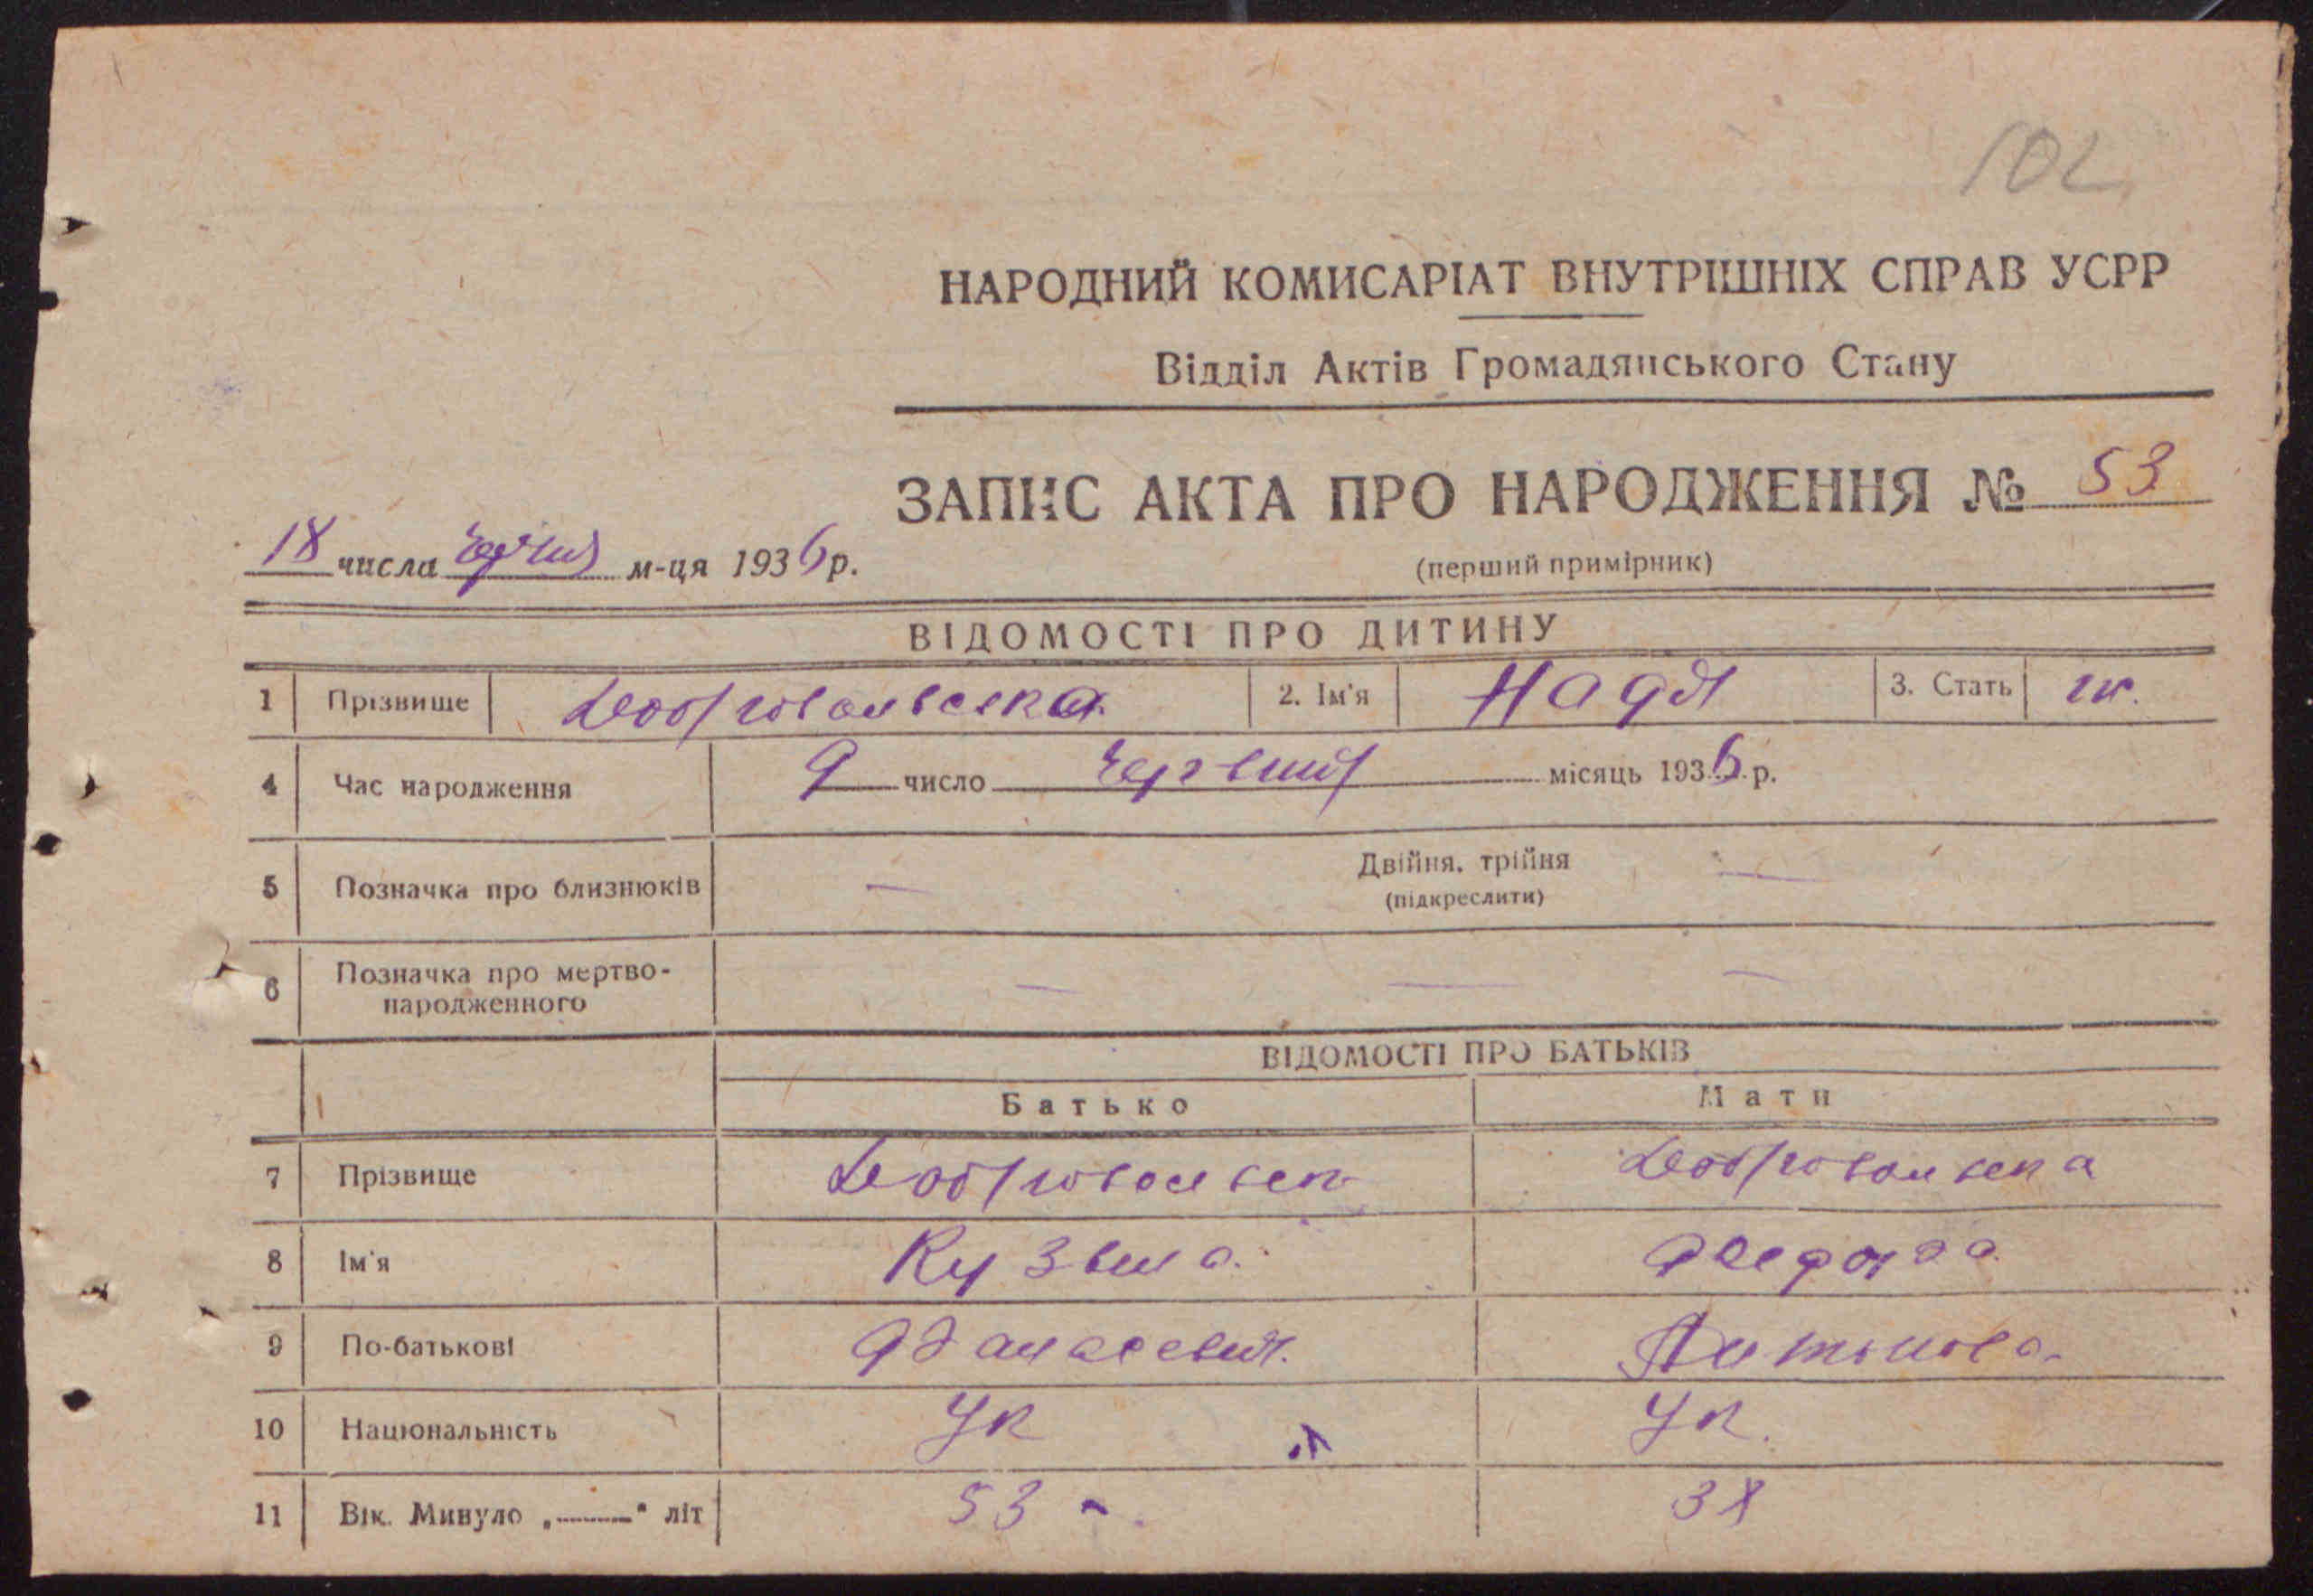 102
НАРОДНИЙ КОМИСАРІАТ ВНУТРІШНІХ СПРАВ УСРР
Відділ Актів Громадянського Стану
ЗАПИС АКТА ПРО НАРОДЖЕННЯ № 53
18 числа червня м-ця 1936 р.
(перший примірник)
ВІДОМОСТІ ПРО ДИТИНУ
1 Прізвище Добровольська 2. Ім'я Надя 3. Стать ж.
4 Час народження 9 число червня місяць 1936 р.
5 Позначка про близнюків — Двійня, трійня —
(підкреслити)
6 Позначка про мертво-
народженного — — —
ВІДОМОСТІ ПРО БАТЬКІВ
Батько Мати
7 Прізвище Добровольск Добровольска
8 Ім'я Кузьма
9 По-батькові Антонова
10 Національність Ук Ук.
11 Вік. Минуло „———" літ 53 38